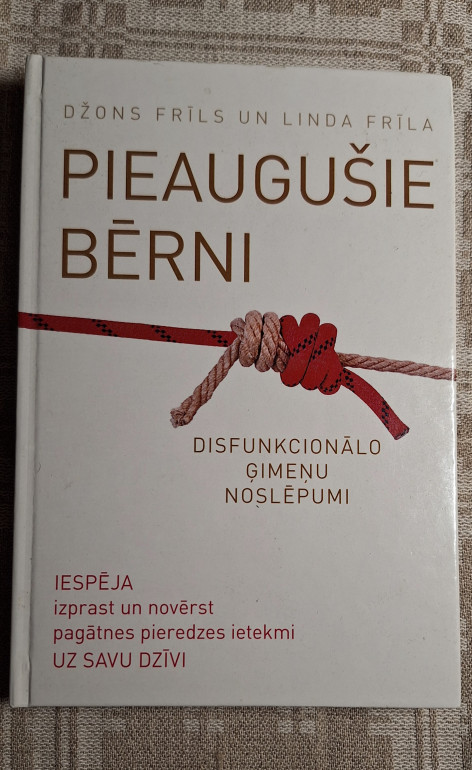 DŽONS FRĪLS UN LINDA FRĪLA
PIEAUGUŠIE
BĒRNI
DISFUNKCIONĀLO
ĢIMEŅU
NOSLĒPUMI
IESPĒJA
izprast un novērst
pagātnes pieredzes ietekmi
UZ SAVU DZĪVI